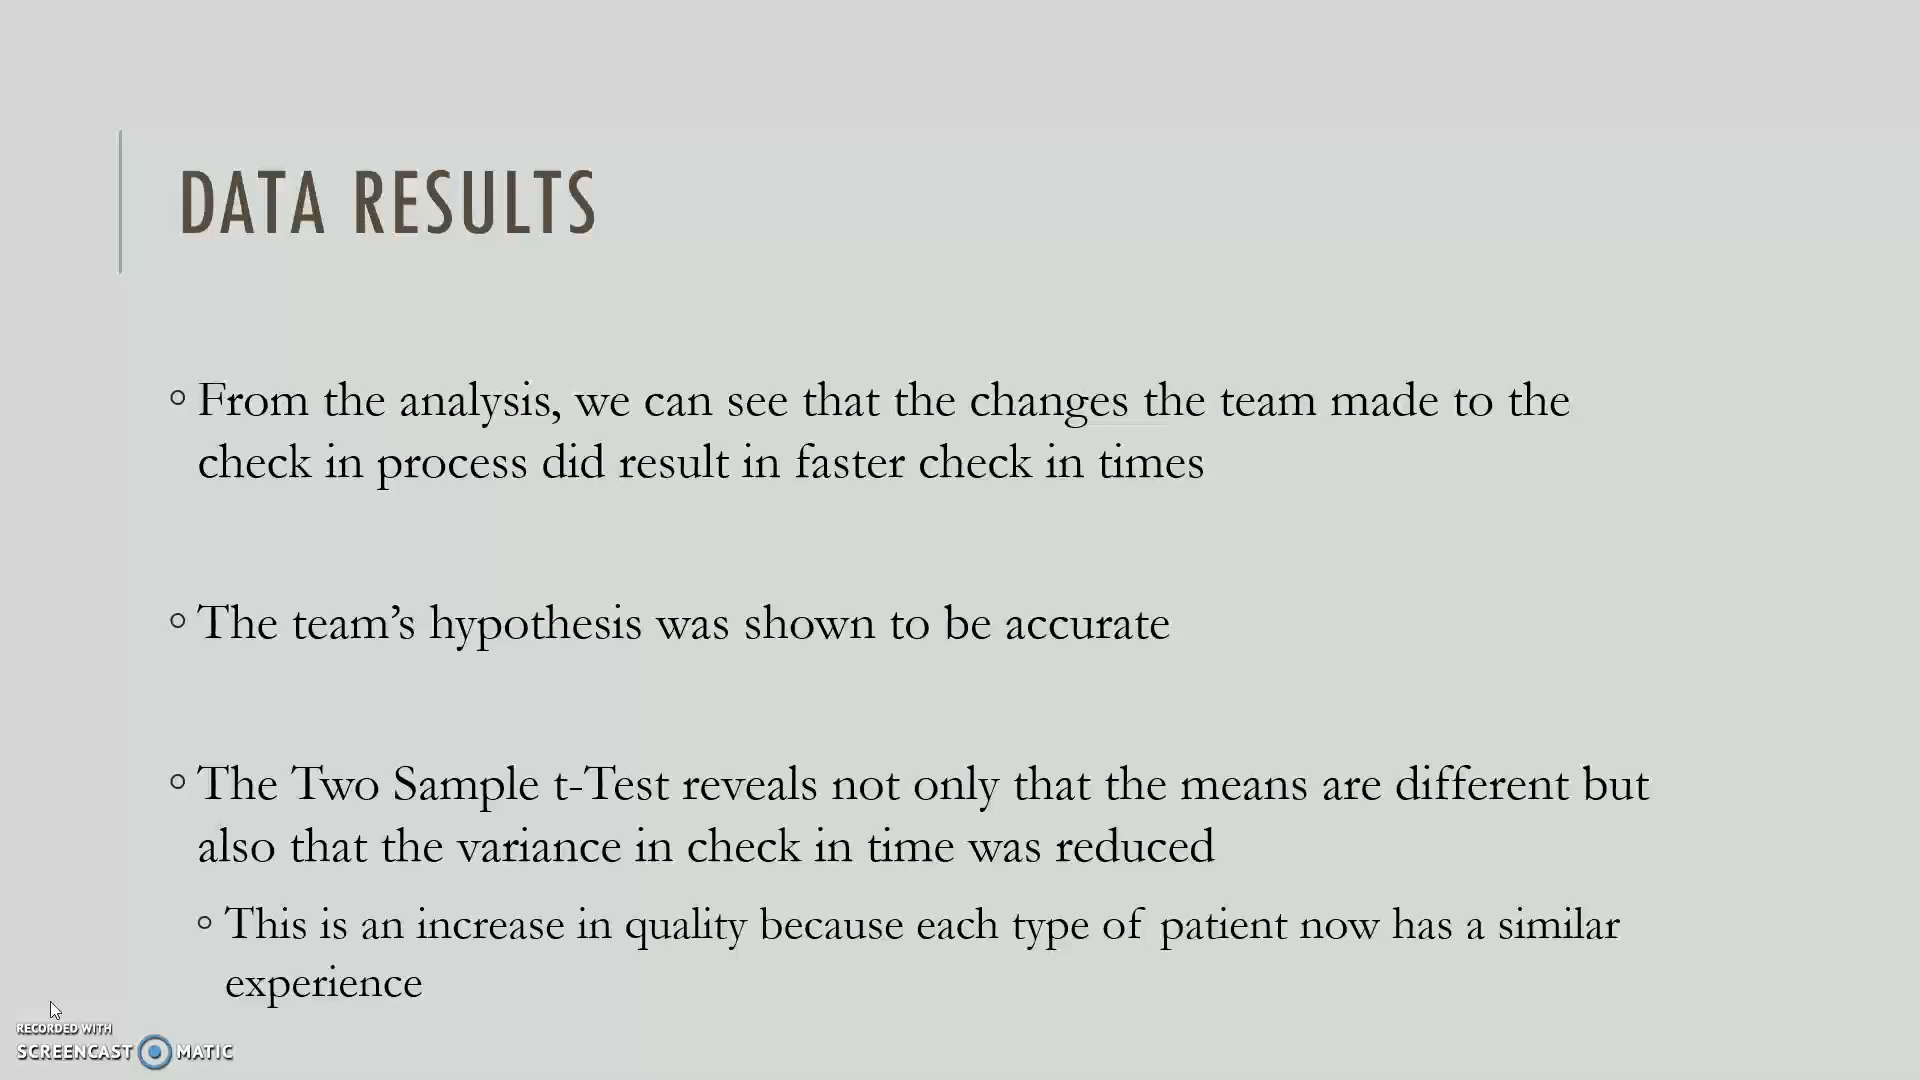 DATA RESULTS
From the analysis, we can see that the changes the team made to the
check in process did result in faster check in times
The team’s hypothesis was shown to be accurate
The Two Sample t-Test reveals not only that the means are different but
also that the variance in check in time was reduced
This is an increase in quality because each type of patient now has a similar
experience
RECORDED WITH
SCREENCAST MATIC